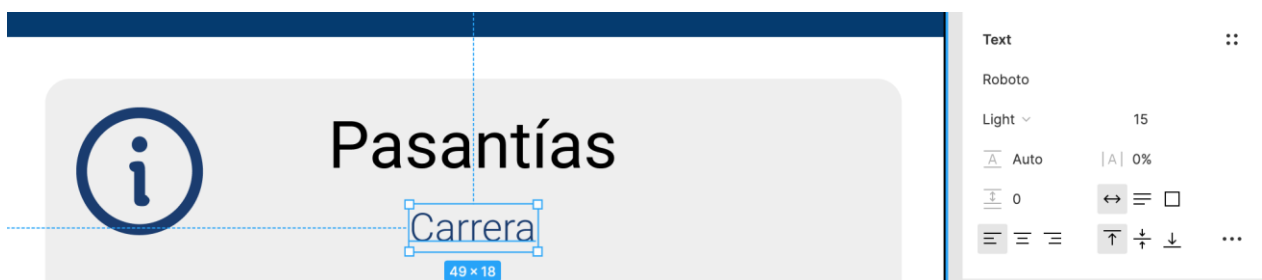 Pasantías
Carrera
49 × 18
Text
Roboto
Light 15
A Auto |A| 0%
0